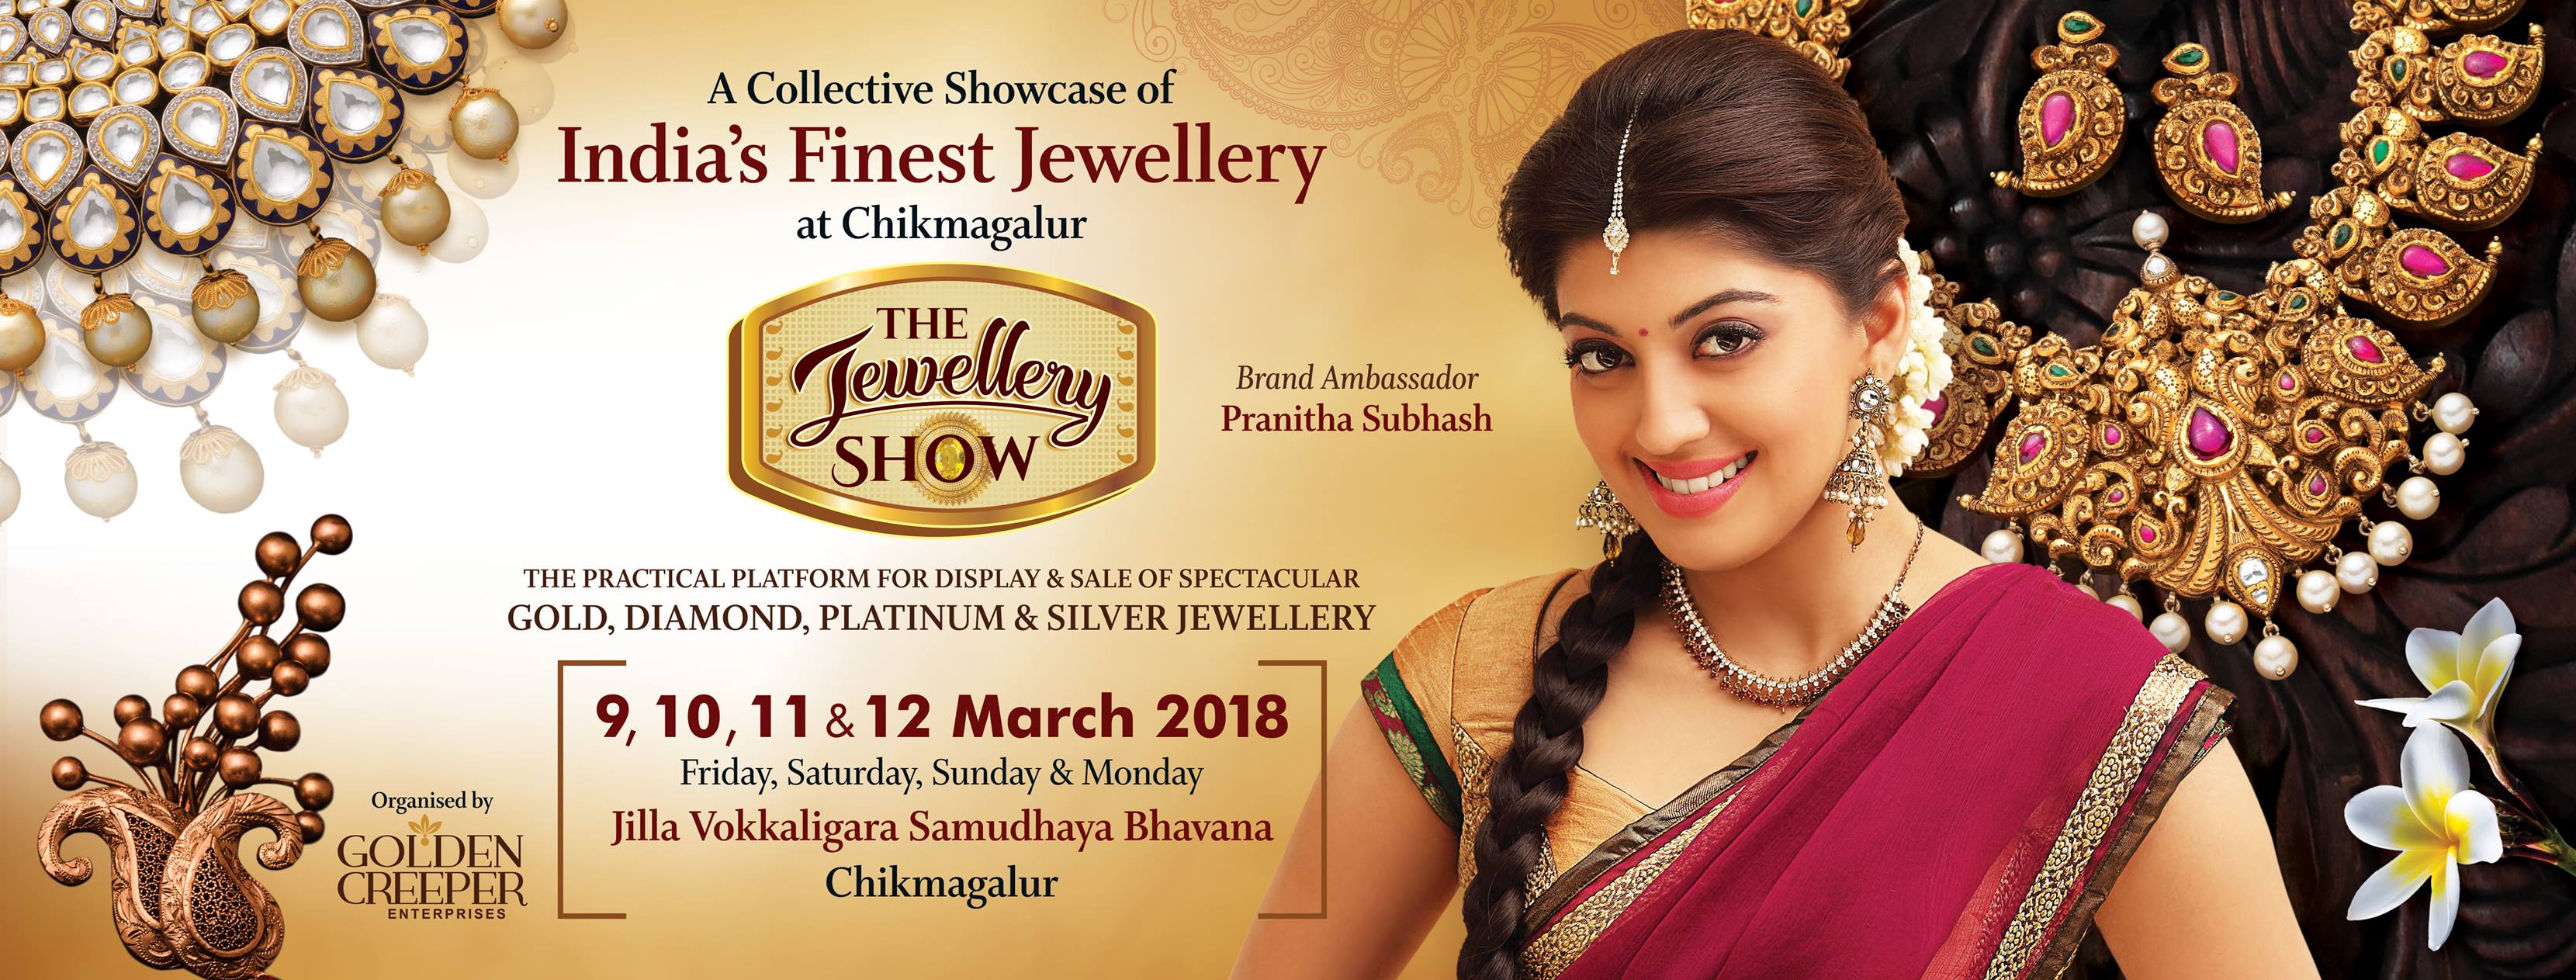 A Collective Showcase of
India's Finest Jewellery
at Chikmagalur
THE
Jewellery
SHOW
Brand Ambassador
Pranitha Subhash
THE PRACTICAL PLATFORM FOR DISPLAY & SALE OF SPECTACULAR
GOLD, DIAMOND, PLATINUM & SILVER JEWELLERY
9, 10, 11 & 12 March 2018
Friday, Saturday, Sunday & Monday
Jilla Vokkaligara Samudhaya Bhavana
Chikmagalur
Organised by
GOLDEN
CREEPER
ENTERPRISES